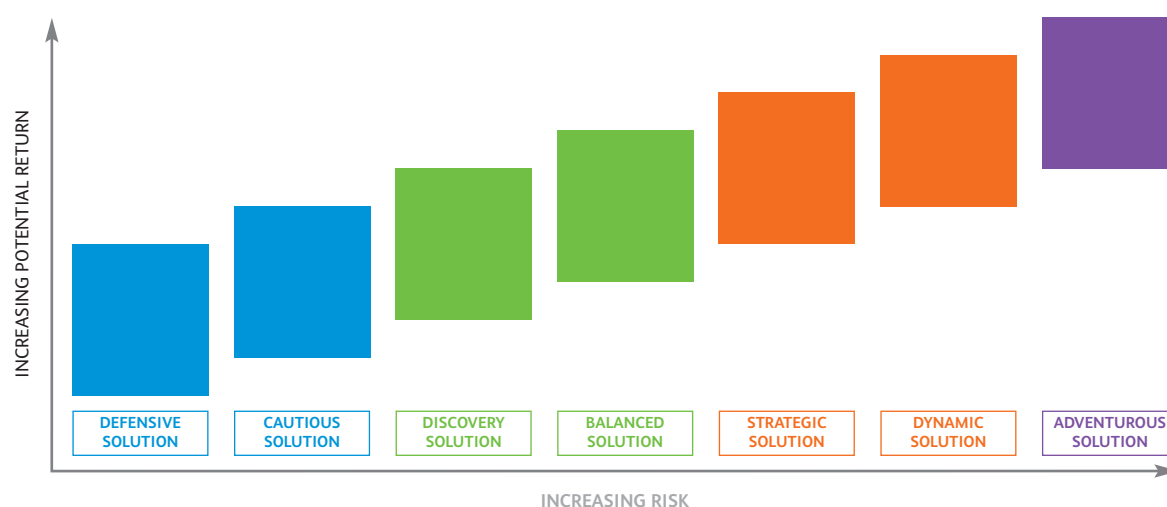 INCREASING POTENTIAL RETURN
DEFENSIVE
SOLUTION
CAUTIOUS
SOLUTION
DISCOVERY
SOLUTION
BALANCED
SOLUTION
STRATEGIC
SOLUTION
DYNAMIC
SOLUTION
ADVENTUROUS
SOLUTION
INCREASING RISK